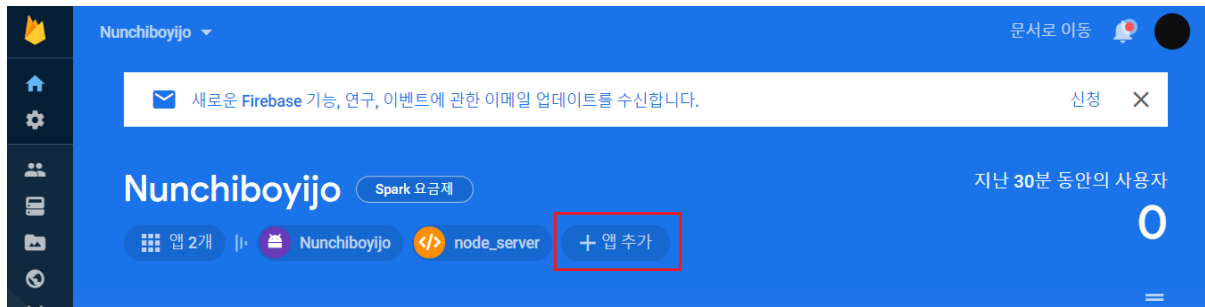 Nunchiboyijo
문서로 이동
새로운 Firebase 기능, 연구, 이벤트에 관한 이메일 업데이트를 수신합니다.
신청
Nunchiboyijo
Spark 요금제
지난 30분 동안의 사용자
0
앱 2개
Nunchiboyijo
</> node_server
+ 앱 추가